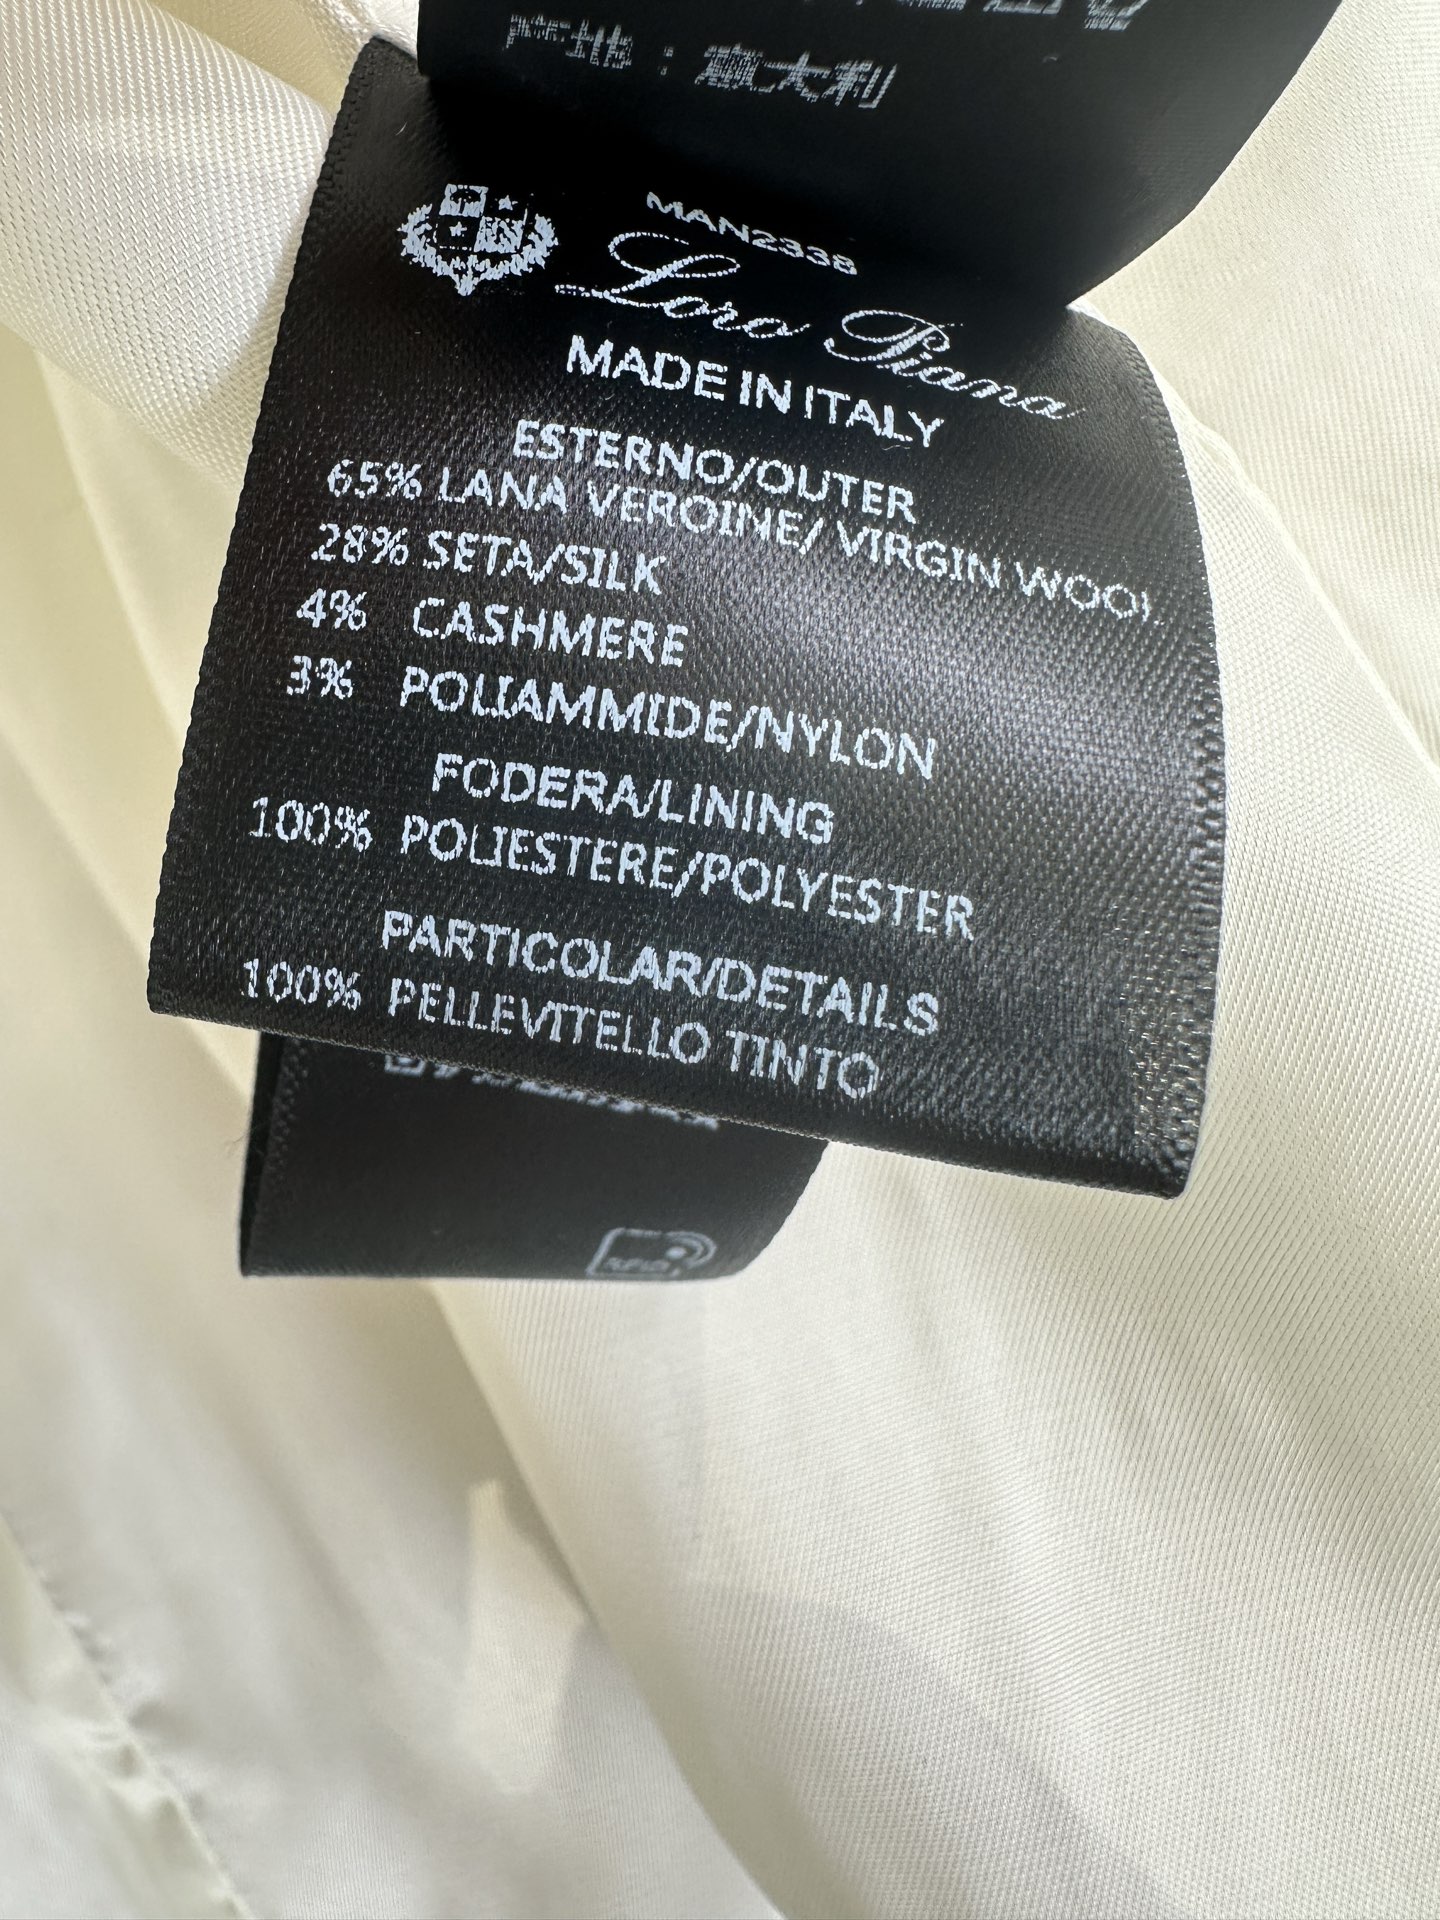 产地：意大利
MAN2338
Loro Piana
MADE IN ITALY
ESTERNO/OUTER
65% LANA VEROINE/ VIRGIN WOOL
28% SETA/SILK
4% CASHMERE
3% POLIAMMIDE/NYLON
FODERA/LINING
100% POLIESTERE/POLYESTER
PARTICOLAR/DETAILS
100% PELLEVITELLO TINTO